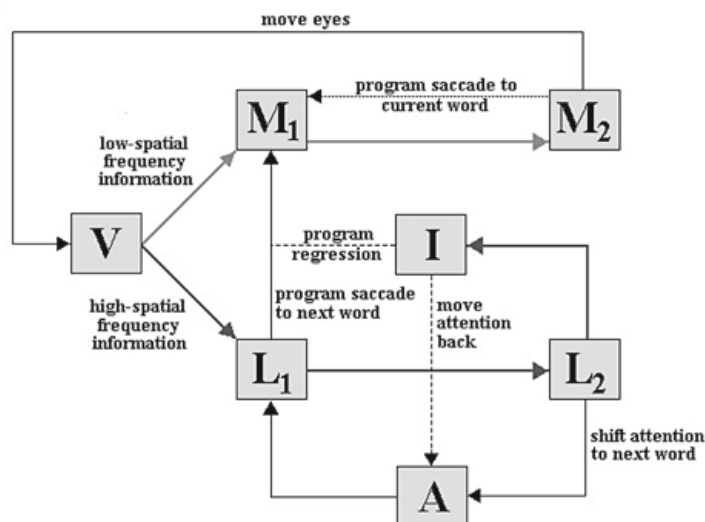 move eyes
program saccade to
current word
M1
M2
low-spatial
frequency
information
V
program
regression
I
high-spatial
frequency
information
program saccade
to next word
move
attention
back
L1
L2
shift attention
to next word
A